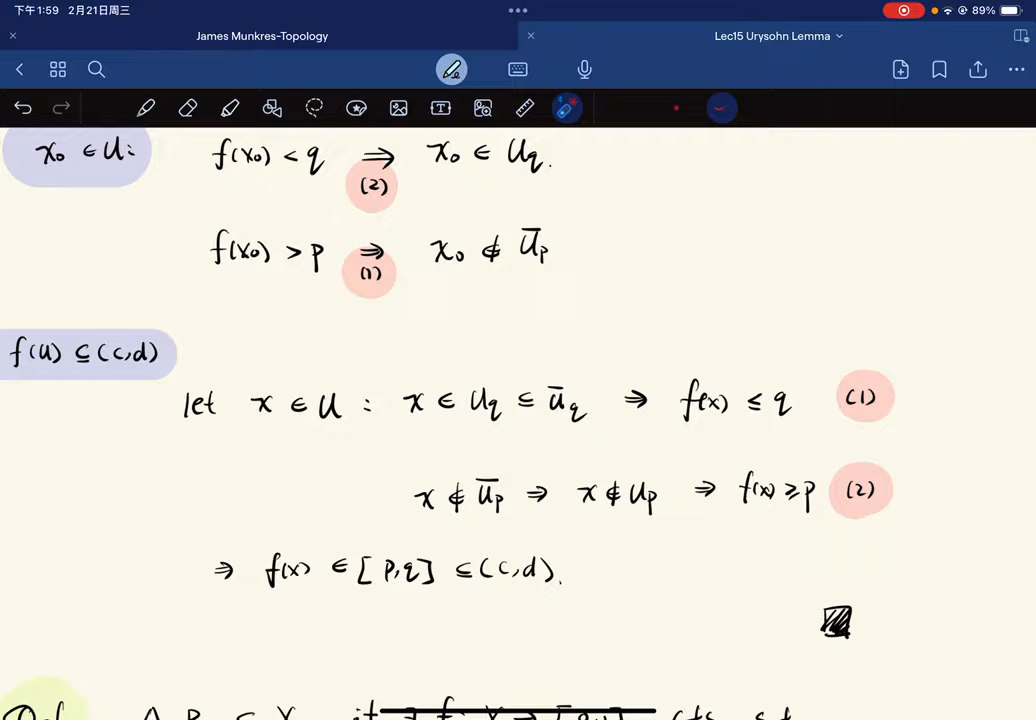 下午1:59 2月21日周三
89%
James Munkres-Topology
Lec15 Urysohn Lemma
x₀ ∈ U: f(x₀) < q ⇒ x₀ ∈ U_q.
(2)
f(x₀) > p ⇒ x₀ ∉ Ū_p
(1)
f(U) ⊆ (c,d)
let x ∈ U : x ∈ U_q ⊆ Ū_q ⇒ f(x) ≤ q (1)
x ∉ Ū_p ⇒ x ∉ U_p ⇒ f(x) ≥ p (2)
⇒ f(x) ∈ [p,q] ⊆ (c,d).